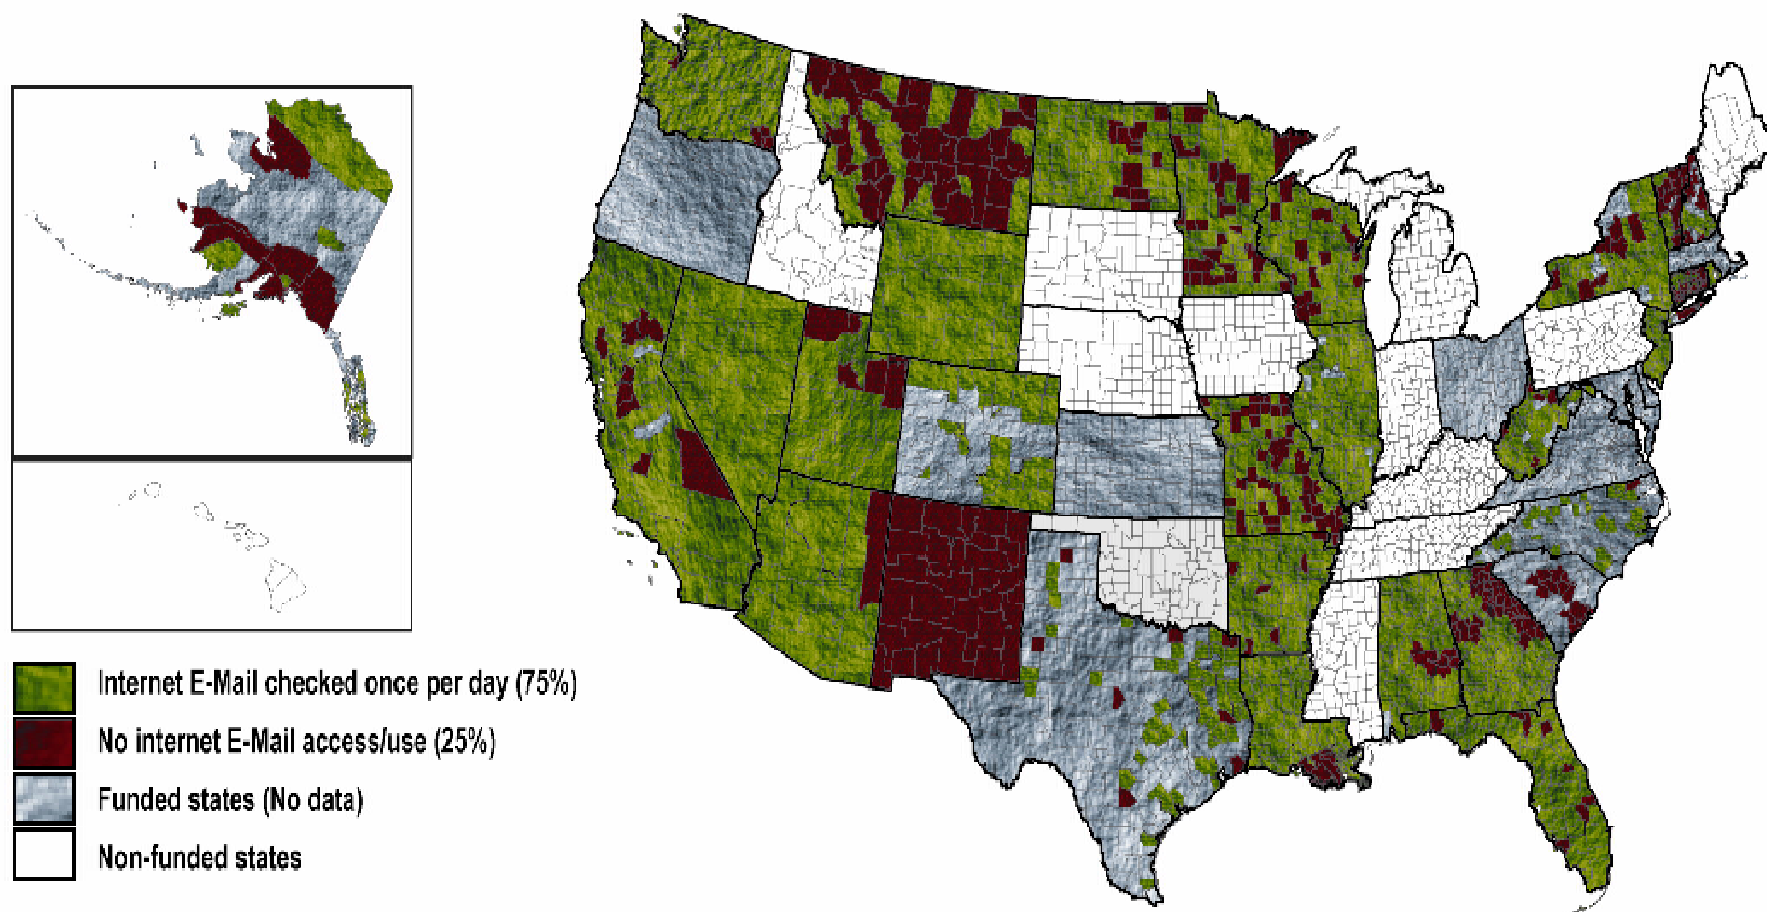 Internet E-Mail checked once per day (75%)
No internet E-Mail access/use (25%)
Funded states (No data)
Non-funded states